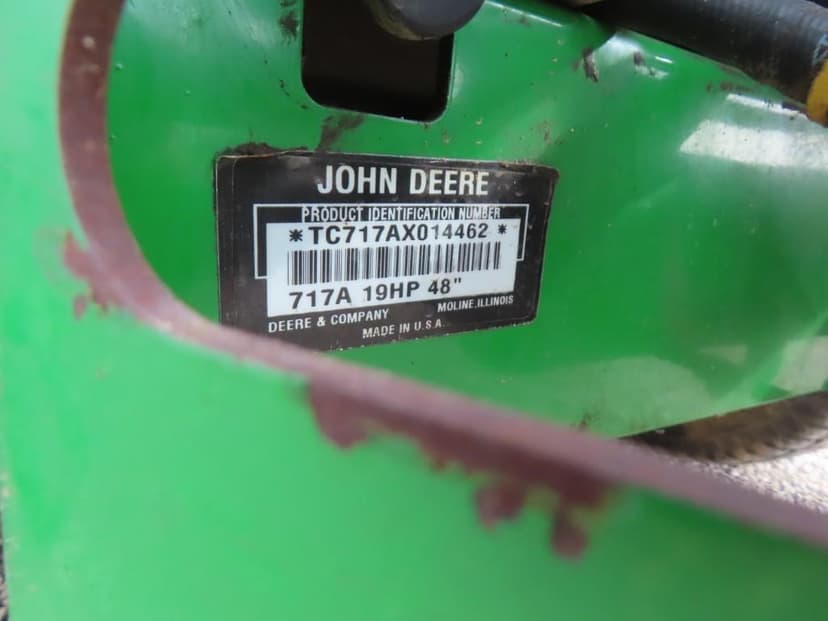 JOHN DEERE
PRODUCT IDENTIFICATION NUMBER
*TC717AX014462*
717A 19HP 48"
DEERE & COMPANY MOLINE, ILLINOIS
MADE IN U.S.A.